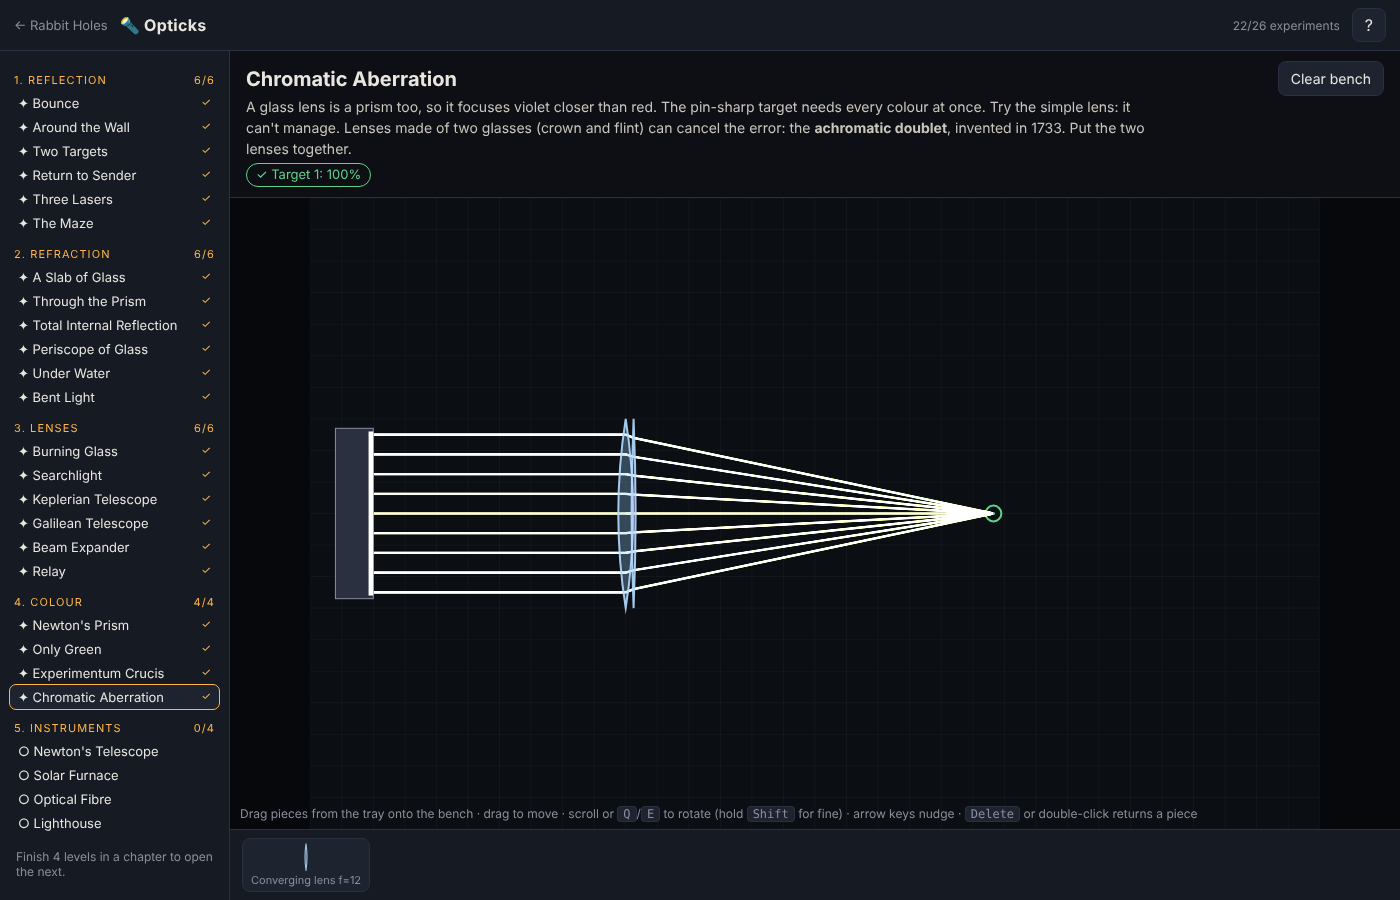 ← Rabbit Holes
Opticks
22/26 experiments
?
1. REFLECTION 6/6
Bounce
Around the Wall
Two Targets
Return to Sender
Three Lasers
The Maze
2. REFRACTION 6/6
A Slab of Glass
Through the Prism
Total Internal Reflection
Periscope of Glass
Under Water
Bent Light
3. LENSES 6/6
Burning Glass
Searchlight
Keplerian Telescope
Galilean Telescope
Beam Expander
Relay
4. COLOUR 4/4
Newton's Prism
Only Green
Experimentum Crucis
Chromatic Aberration
5. INSTRUMENTS 0/4
Newton's Telescope
Solar Furnace
Optical Fibre
Lighthouse
Finish 4 levels in a chapter to open
the next.
Chromatic Aberration
Clear bench
A glass lens is a prism too, so it focuses violet closer than red. The pin-sharp target needs every colour at once. Try the simple lens: it
can't manage. Lenses made of two glasses (crown and flint) can cancel the error: the achromatic doublet, invented in 1733. Put the two
lenses together.
✓ Target 1: 100%
Drag pieces from the tray onto the bench · drag to move · scroll or Q/E to rotate (hold Shift for fine) · arrow keys nudge · Delete or double-click returns a piece
Converging lens f=12